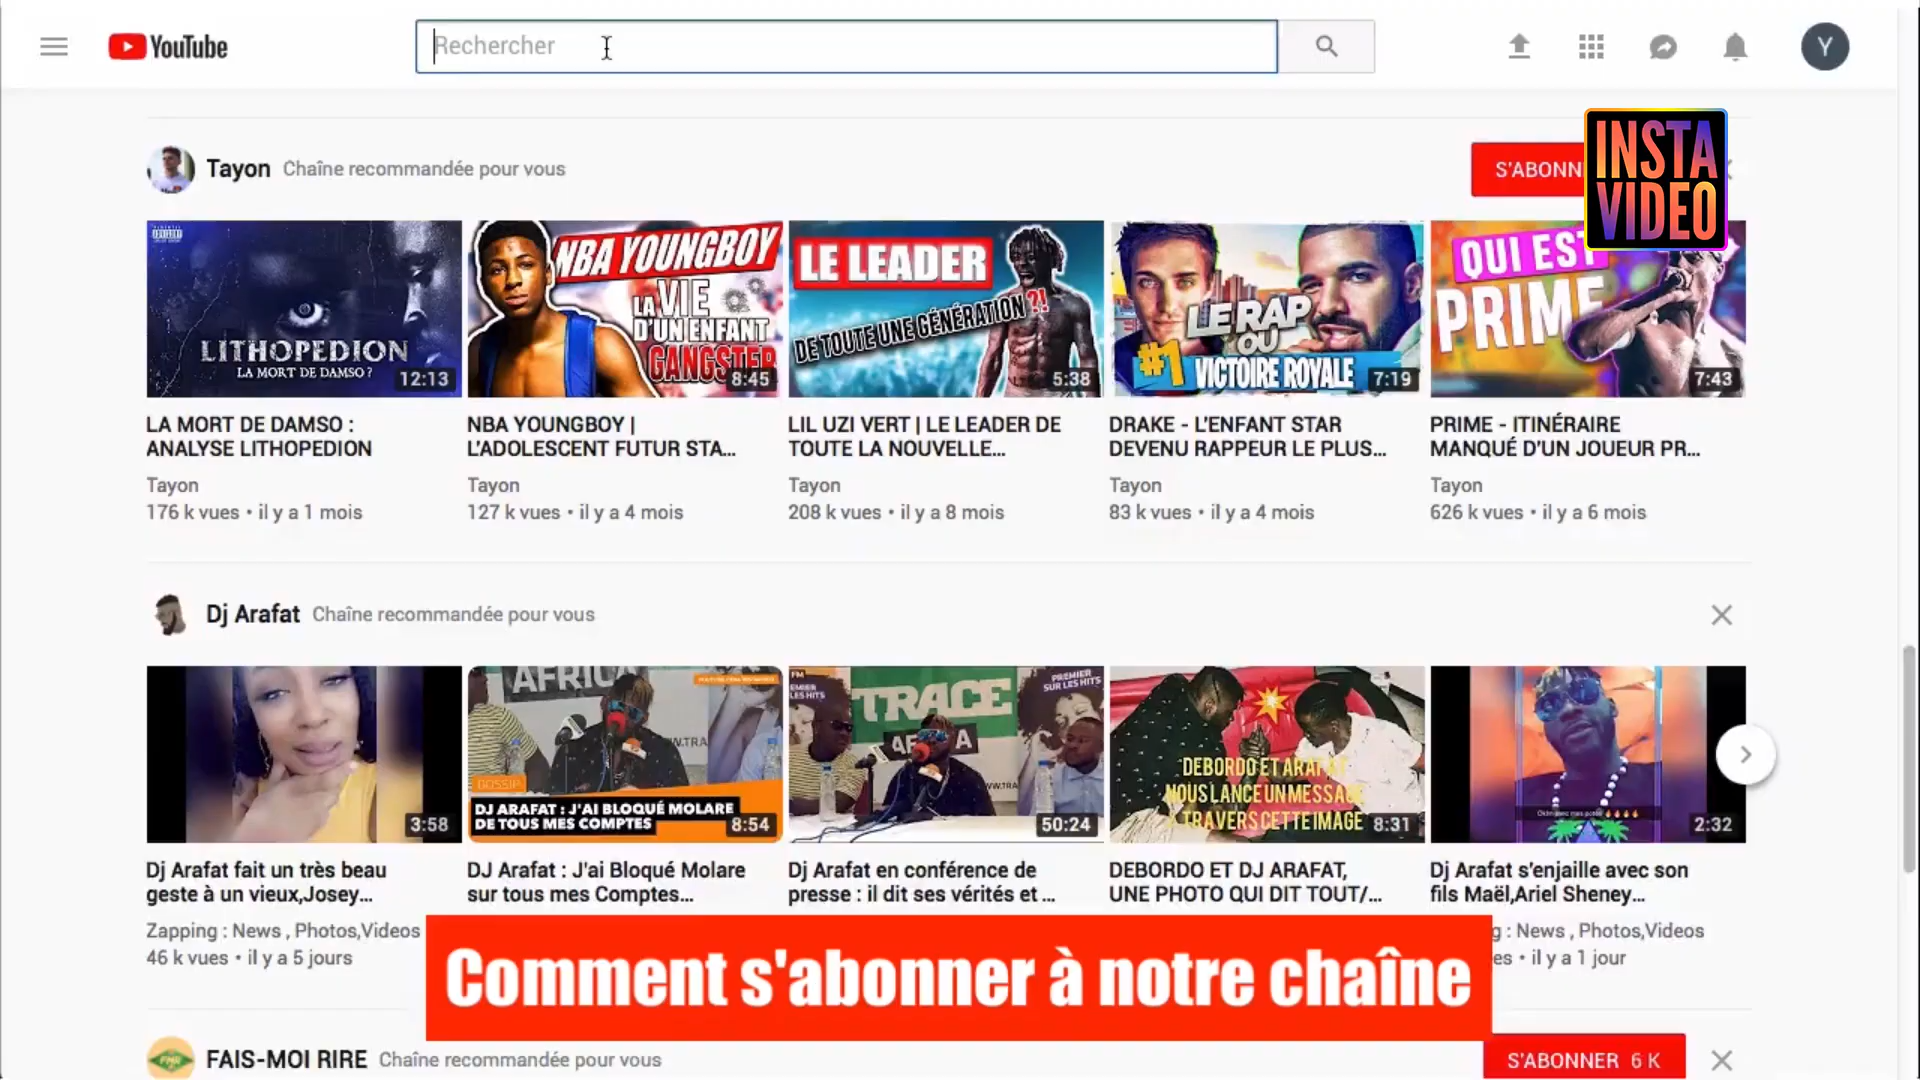 YouTube
Rechercher
Y
INSTA
VIDEO
Tayon Chaîne recommandée pour vous
S'ABONN
LITHOPEDION
LA MORT DE DAMSO ?
12:13
NBA YOUNGBOY
LA VIE
D'UN ENFANT
GANGSTER
8:45
LE LEADER
DE TOUTE UNE GÉNÉRATION ?!
5:38
LE RAP
OU
#1 VICTOIRE ROYALE
7:19
QUI EST
PRIME
7:43
LA MORT DE DAMSO :
ANALYSE LITHOPEDION
Tayon
176 k vues • il y a 1 mois
NBA YOUNGBOY |
L'ADOLESCENT FUTUR STA...
Tayon
127 k vues • il y a 4 mois
LIL UZI VERT | LE LEADER DE
TOUTE LA NOUVELLE...
Tayon
208 k vues • il y a 8 mois
DRAKE - L'ENFANT STAR
DEVENU RAPPEUR LE PLUS...
Tayon
83 k vues • il y a 4 mois
PRIME - ITINÉRAIRE
MANQUÉ D'UN JOUEUR PR...
Tayon
626 k vues • il y a 6 mois
Dj Arafat Chaîne recommandée pour vous
3:58
AFRICA
GOSSIP
DJ ARAFAT : J'AI BLOQUÉ MOLARE
DE TOUS MES COMPTES
8:54
FM
PREMIER
SUR LES HITS
TRACE
50:24
DEBORDO ET ARAFAT
NOUS LANCE UN MESSAGE
A TRAVERS CETTE IMAGE
8:31
2:32
Dj Arafat fait un très beau
geste à un vieux,Josey...
Zapping : News , Photos,Videos
46 k vues • il y a 5 jours
DJ Arafat : J'ai Bloqué Molare
sur tous mes Comptes...
Dj Arafat en conférence de
presse : il dit ses vérités et ...
DEBORDO ET DJ ARAFAT,
UNE PHOTO QUI DIT TOUT/...
Dj Arafat s'enjaille avec son
fils Maël,Ariel Sheney...
g : News , Photos,Videos
es • il y a 1 jour
Comment s'abonner à notre chaîne
FAIS-MOI RIRE Chaîne recommandée pour vous
S'ABONNER 6 K